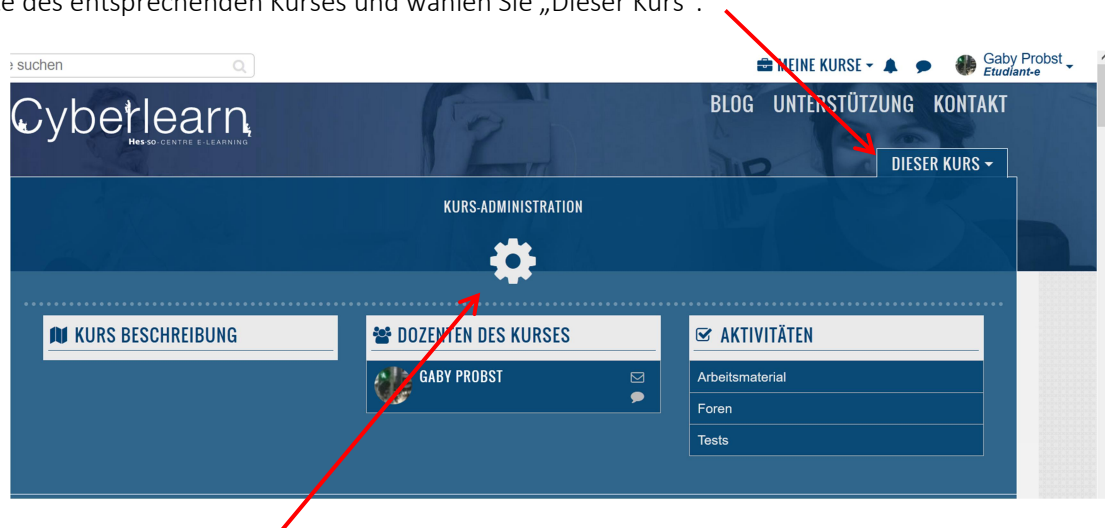 des entsprechenden Kurses und wählen Sie „Dieser Kurs“.
suchen
MEINE KURSE
Gaby Probst
Etudiant-e
Cyberlearn
Hes·so CENTRE E-LEARNING
BLOG UNTERSTÜTZUNG KONTAKT
DIESER KURS
KURS-ADMINISTRATION
KURS BESCHREIBUNG
DOZENTEN DES KURSES
AKTIVITÄTEN
GABY PROBST
Arbeitsmaterial
Foren
Tests